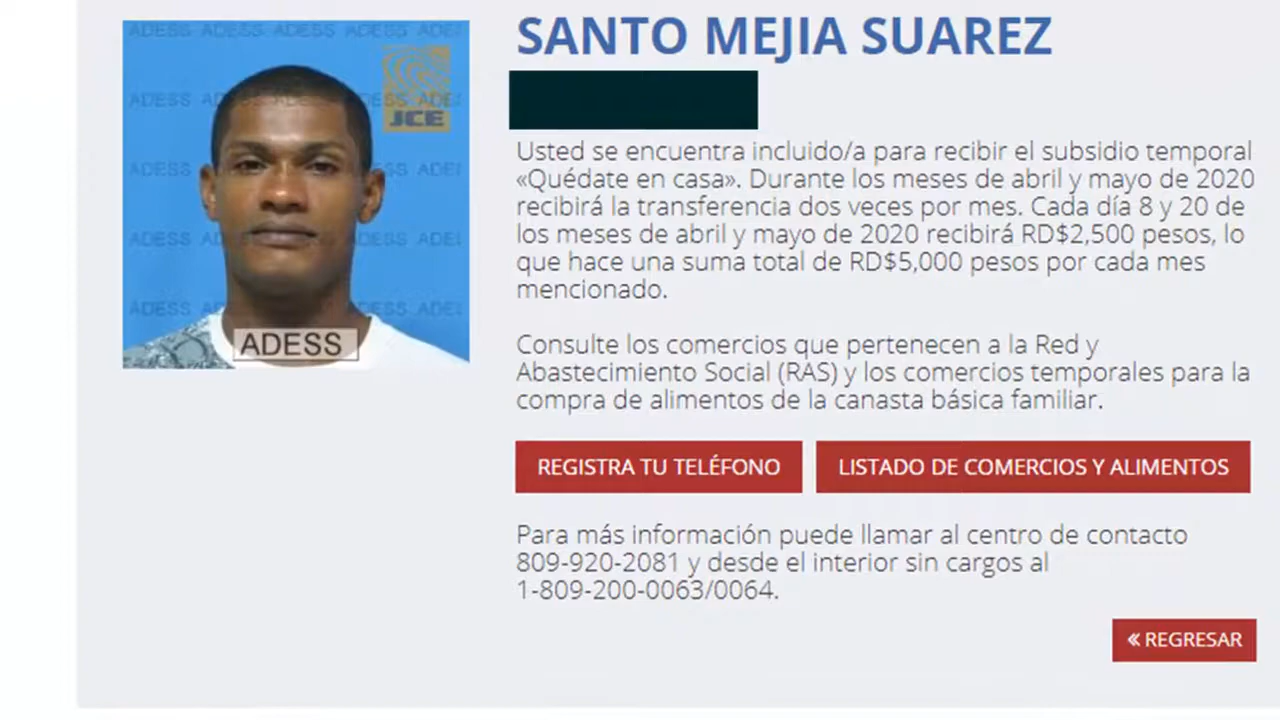 SANTO MEJIA SUAREZ
ADESS ADESS ADESS ADESS
JCE
ADESS
Usted se encuentra incluido/a para recibir el subsidio temporal
«Quédate en casa». Durante los meses de abril y mayo de 2020
recibirá la transferencia dos veces por mes. Cada día 8 y 20 de
los meses de abril y mayo de 2020 recibirá RD$2,500 pesos, lo
que hace una suma total de RD$5,000 pesos por cada mes
mencionado.
Consulte los comercios que pertenecen a la Red y
Abastecimiento Social (RAS) y los comercios temporales para la
compra de alimentos de la canasta básica familiar.
REGISTRA TU TELÉFONO
LISTADO DE COMERCIOS Y ALIMENTOS
Para más información puede llamar al centro de contacto
809-920-2081 y desde el interior sin cargos al
1-809-200-0063/0064.
« REGRESAR